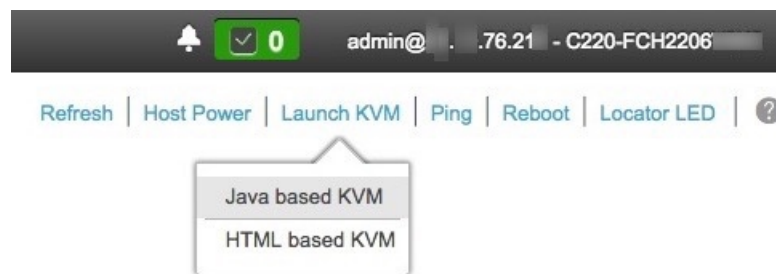 0 admin@ . .76.21 - C220-FCH2206
Refresh | Host Power | Launch KVM | Ping | Reboot | Locator LED | ?
Java based KVM
HTML based KVM